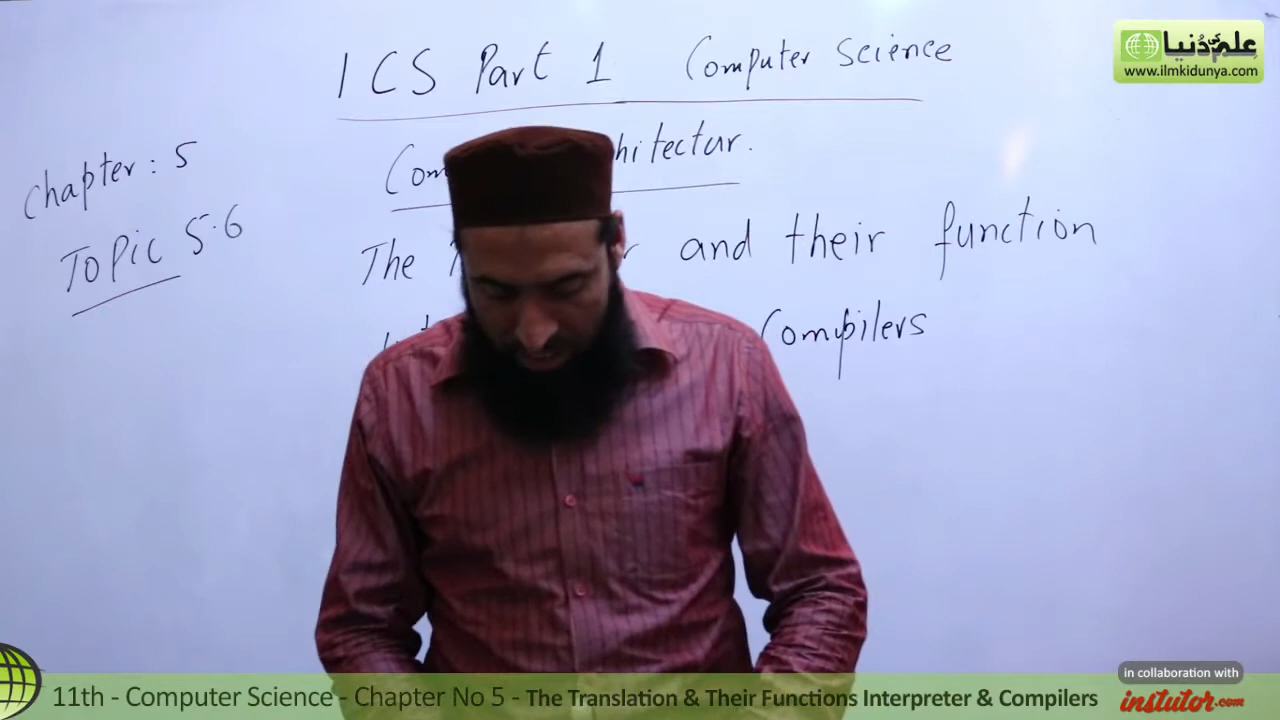 ICS Part 1 Computer Science
علم کی دُنیا
www.ilmkidunya.com
Chapter: 5
hitectur.
Topic 5.6
The and their function
Compilers
in collaboration with
instutor.com
11th - Computer Science - Chapter No 5 - The Translation & Their Functions Interpreter & Compilers